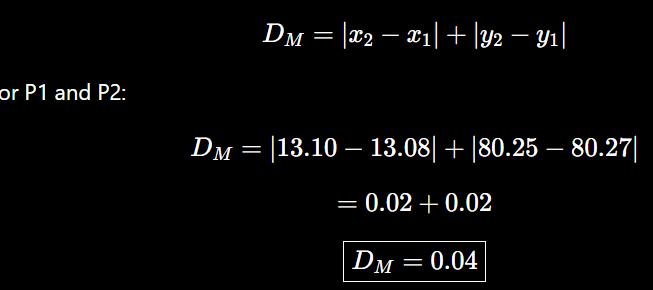 D_M = |x_2 − x_1| + |y_2 − y_1|
or P1 and P2:
D_M = |13.10 − 13.08| + |80.25 − 80.27|
= 0.02 + 0.02
D_M = 0.04